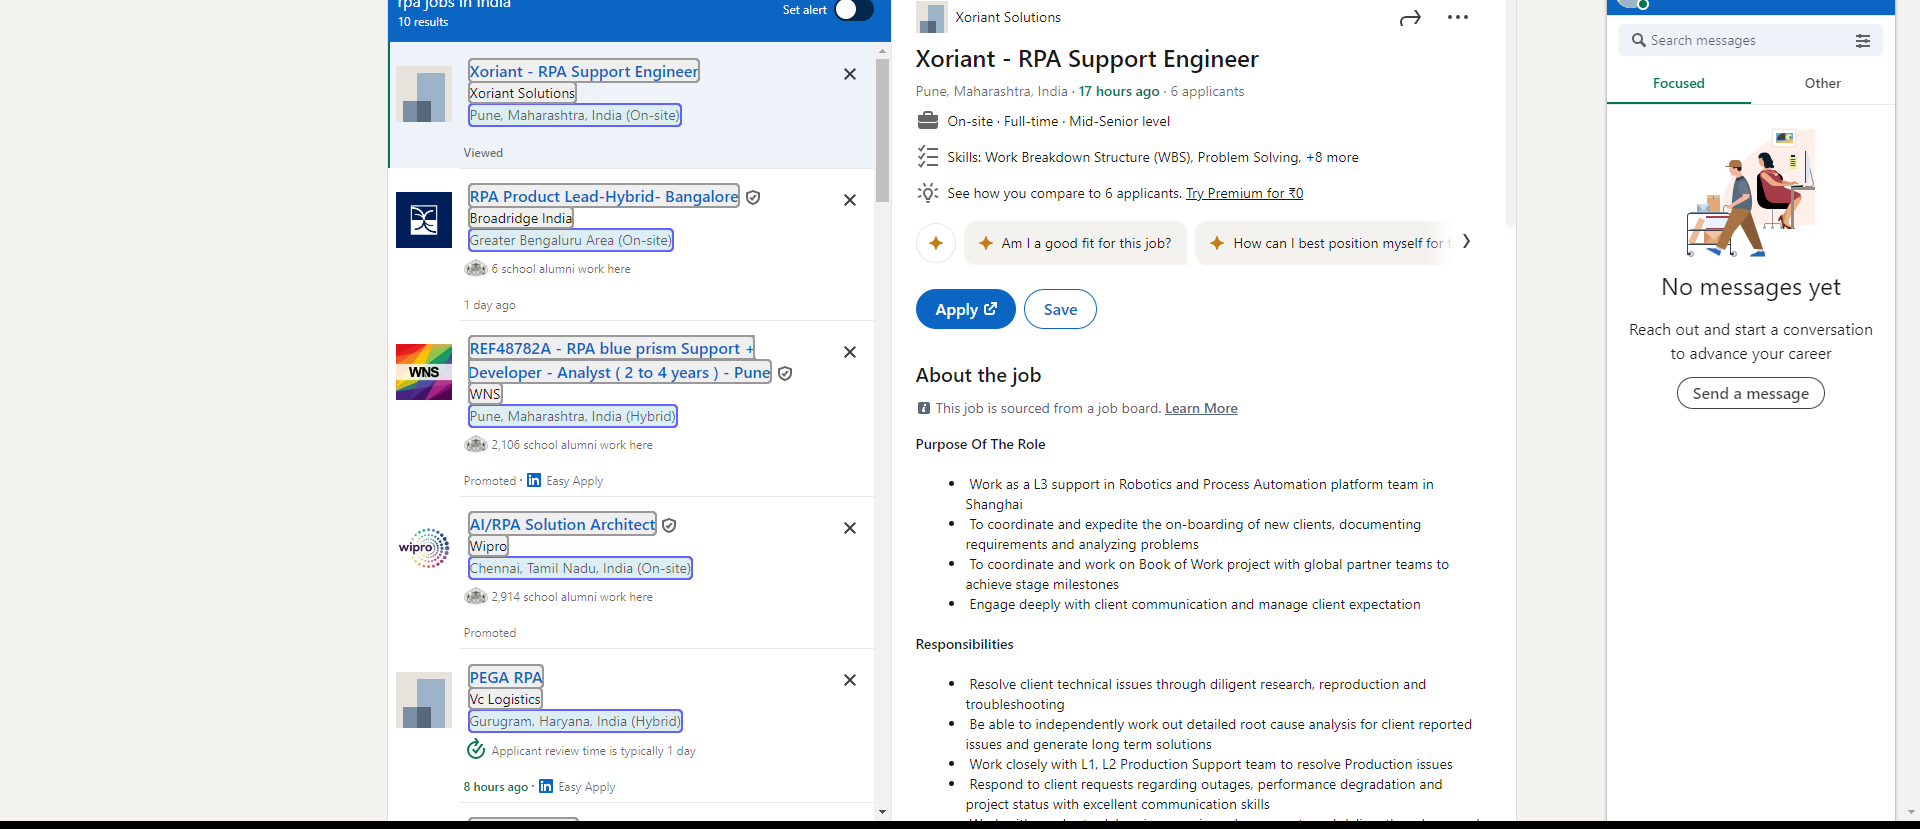 rpa jobs in India
10 results
Set alert
Xoriant - RPA Support Engineer
Xoriant Solutions
Pune, Maharashtra, India (On-site)
Viewed
RPA Product Lead-Hybrid- Bangalore
Broadridge India
Greater Bengaluru Area (On-site)
6 school alumni work here
1 day ago
WNS
REF48782A - RPA blue prism Support +
Developer - Analyst ( 2 to 4 years ) - Pune
WNS
Pune, Maharashtra, India (Hybrid)
2,106 school alumni work here
Promoted · in Easy Apply
wipro
AI/RPA Solution Architect
Wipro
Chennai, Tamil Nadu, India (On-site)
2,914 school alumni work here
Promoted
PEGA RPA
Vc Logistics
Gurugram, Haryana, India (Hybrid)
Applicant review time is typically 1 day
8 hours ago · in Easy Apply
Xoriant Solutions
Xoriant - RPA Support Engineer
Pune, Maharashtra, India · 17 hours ago · 6 applicants
On-site · Full-time · Mid-Senior level
Skills: Work Breakdown Structure (WBS), Problem Solving, +8 more
See how you compare to 6 applicants. Try Premium for ₹0
Am I a good fit for this job?
How can I best position myself for
Apply
Save
About the job
This job is sourced from a job board. Learn More
Purpose Of The Role
• Work as a L3 support in Robotics and Process Automation platform team in
Shanghai
• To coordinate and expedite the on-boarding of new clients, documenting
requirements and analyzing problems
• To coordinate and work on Book of Work project with global partner teams to
achieve stage milestones
• Engage deeply with client communication and manage client expectation
Responsibilities
• Resolve client technical issues through diligent research, reproduction and
troubleshooting
• Be able to independently work out detailed root cause analysis for client reported
issues and generate long term solutions
• Work closely with L1, L2 Production Support team to resolve Production issues
• Respond to client requests regarding outages, performance degradation and
project status with excellent communication skills
Search messages
Focused
Other
No messages yet
Reach out and start a conversation
to advance your career
Send a message